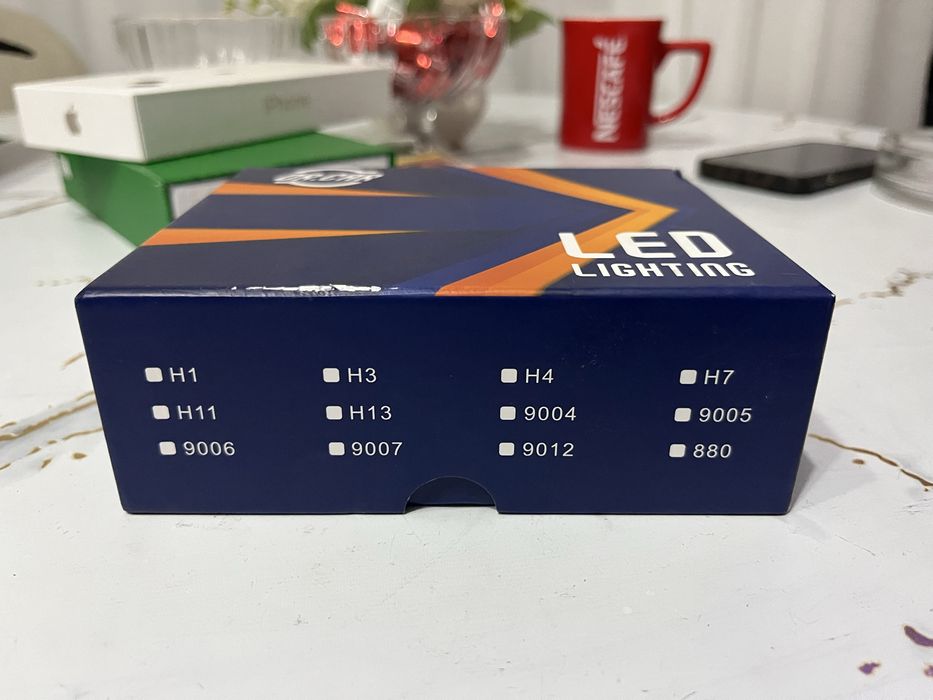 iPhone
NESCAFÉ
LED
LIGHTING
H1 H3 H4 H7
H11 H13 9004 9005
9006 9007 9012 880